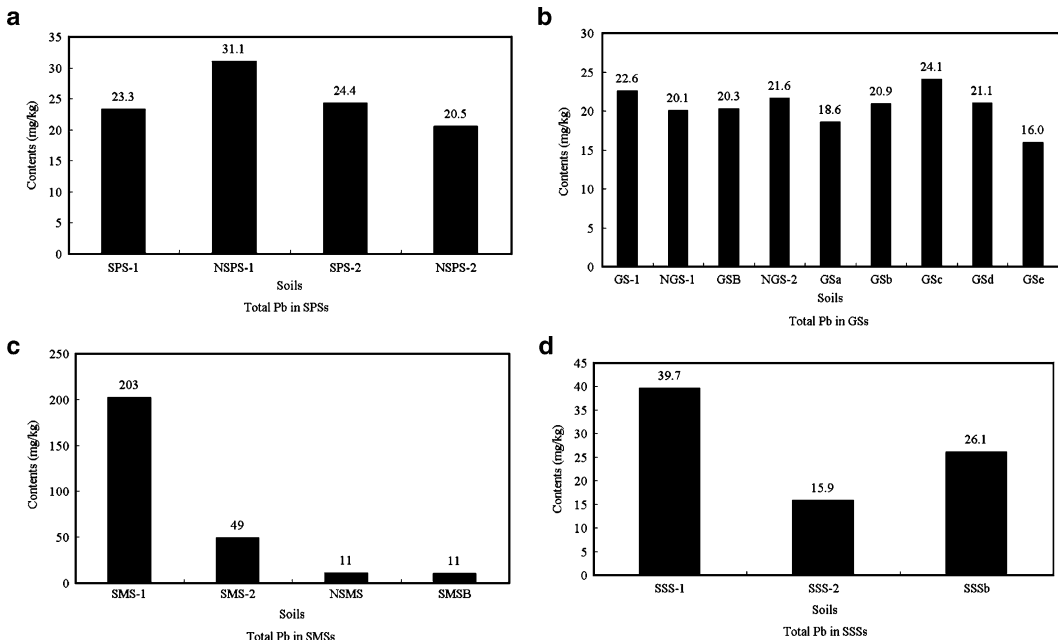 a
35
30
25
20
15
10
5
0
Contents (mg/kg)
23.3
31.1
24.4
20.5
SPS-1 NSPS-1 SPS-2 NSPS-2
Soils
Total Pb in SPSs
b
30
25
20
15
10
5
0
Contents (mg/kg)
22.6
20.1
20.3
21.6
18.6
20.9
24.1
21.1
16.0
GS-1 NGS-1 GSB NGS-2 GSa GSb GSc GSd GSe
Soils
Total Pb in GSs
c
250
200
150
100
50
0
Contents (mg/kg)
203
49
11
11
SMS-1 SMS-2 NSMS SMSB
Soils
Total Pb in SMSs
d
45
40
35
30
25
20
15
10
5
0
Contents (mg/kg)
39.7
15.9
26.1
SSS-1 SSS-2 SSSb
Soils
Total Pb in SSSs